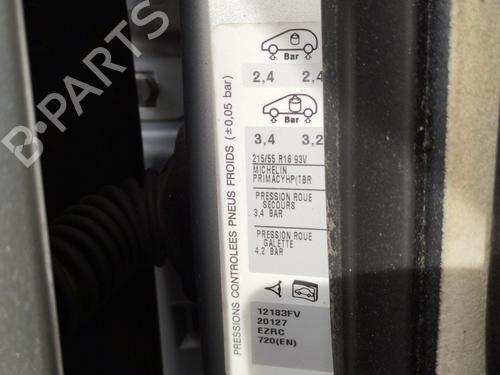 B-PARTS
PRESSIONS CONTROLEES PNEUS FROIDS (±0,05 bar)
Bar
2,4 2,4
Bar
3,4 3,2
215/55 R16 93V
MICHELIN
PRIMACYHP(TBR
PRESSION ROUE
SECOURS
3,4 BAR
PRESSION ROUE
GALETTE
4,2 BAR
12183FV
20127
EZRC
720(EN)